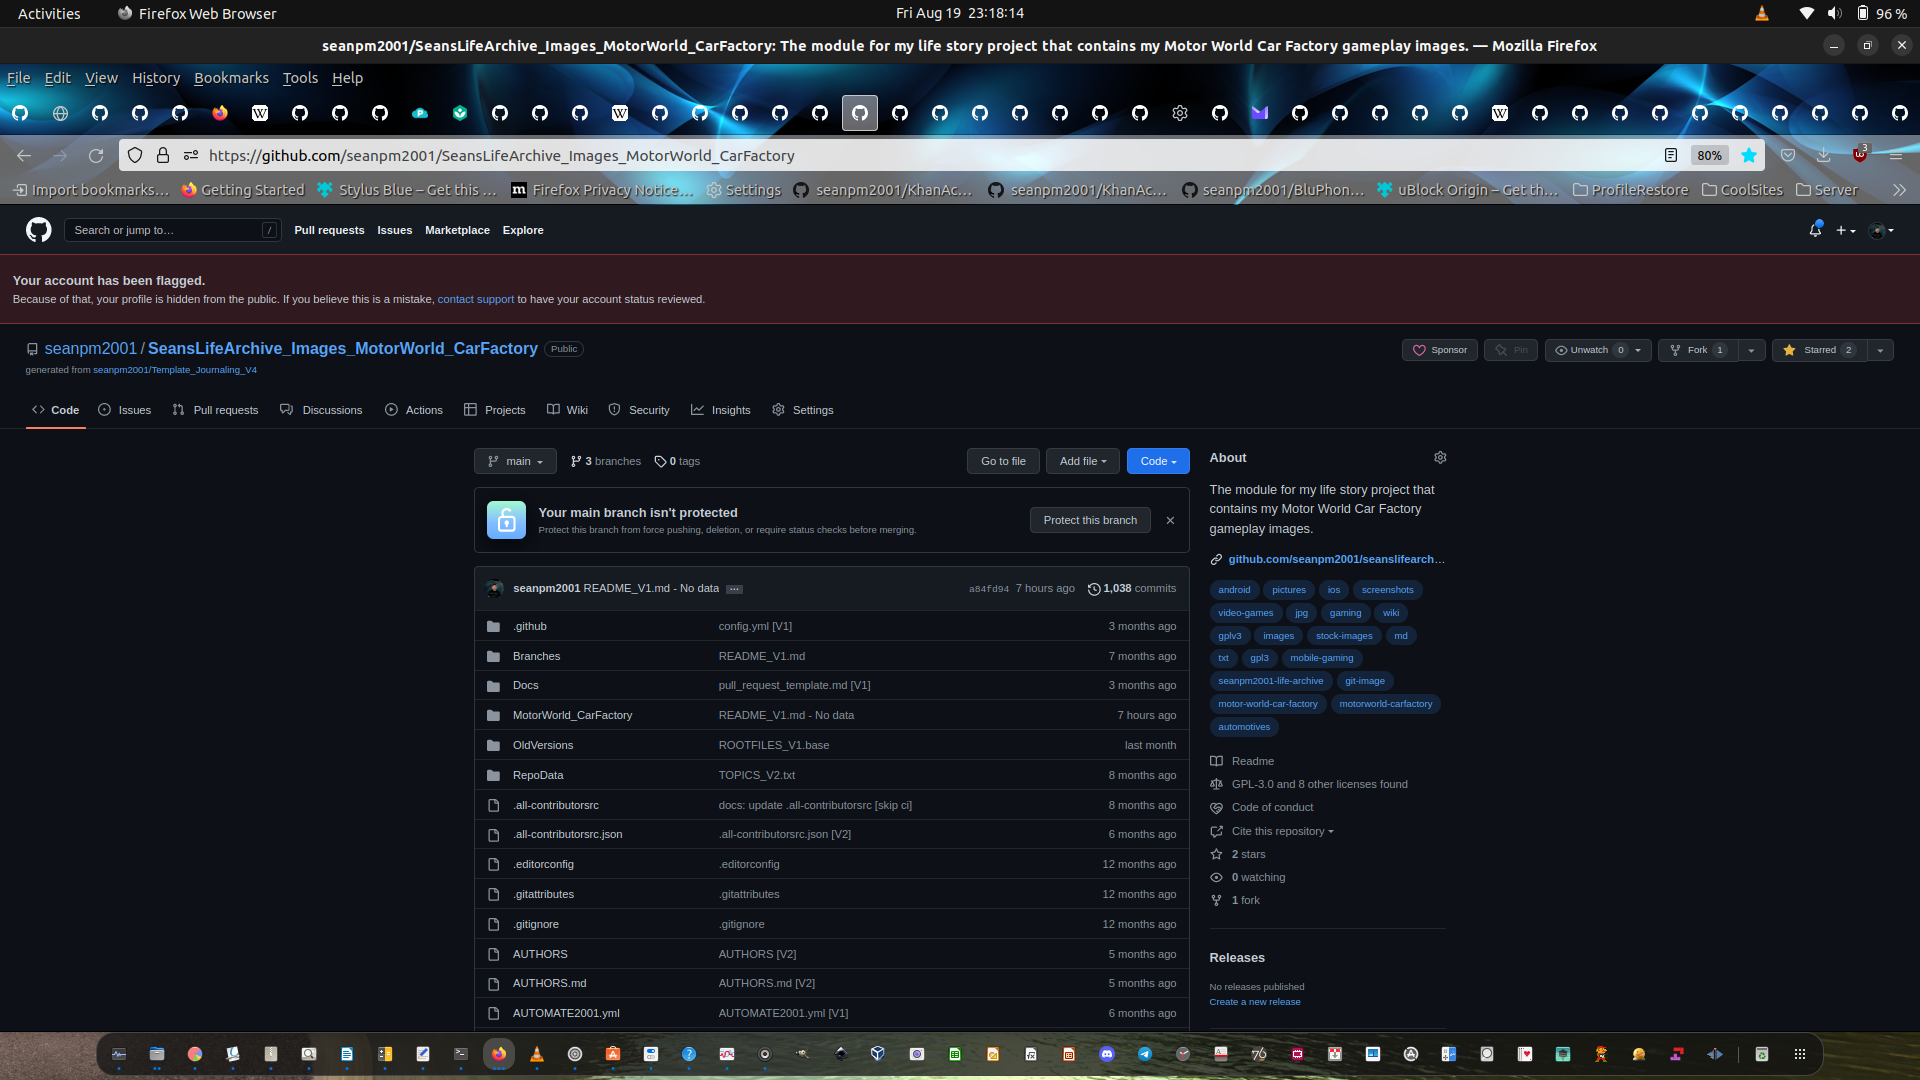 Activities
Firefox Web Browser
Fri Aug 19 23:18:14
96 %
seanpm2001/SeansLifeArchive_Images_MotorWorld_CarFactory: The module for my life story project that contains my Motor World Car Factory gameplay images. — Mozilla Firefox
File Edit View History Bookmarks Tools Help
https://github.com/seanpm2001/SeansLifeArchive_Images_MotorWorld_CarFactory
80%
3
Import bookmarks…
Getting Started
Stylus Blue – Get this …
Firefox Privacy Notice…
Settings
seanpm2001/KhanAc…
seanpm2001/KhanAc…
seanpm2001/BluPhon…
uBlock Origin – Get th…
ProfileRestore
CoolSites
Server
Search or jump to…
/
Pull requests
Issues
Marketplace
Explore
Your account has been flagged.
Because of that, your profile is hidden from the public. If you believe this is a mistake, contact support to have your account status reviewed.
seanpm2001 / SeansLifeArchive_Images_MotorWorld_CarFactory
Public
Sponsor
Pin
Unwatch 0
Fork 1
Starred 2
generated from seanpm2001/Template_Journaling_V4
Code
Issues
Pull requests
Discussions
Actions
Projects
Wiki
Security
Insights
Settings
main
3 branches
0 tags
Go to file
Add file
Code
Your main branch isn't protected
Protect this branch from force pushing, deletion, or require status checks before merging.
Protect this branch
seanpm2001 README_V1.md - No data
a84fd94 7 hours ago
1,038 commits
.github config.yml [V1] 3 months ago
Branches README_V1.md 7 months ago
Docs pull_request_template.md [V1] 3 months ago
MotorWorld_CarFactory README_V1.md - No data 7 hours ago
OldVersions ROOTFILES_V1.base last month
RepoData TOPICS_V2.txt 8 months ago
.all-contributorsrc docs: update .all-contributorsrc [skip ci] 8 months ago
.all-contributorsrc.json .all-contributorsrc.json [V2] 6 months ago
.editorconfig .editorconfig 12 months ago
.gitattributes .gitattributes 12 months ago
.gitignore .gitignore 12 months ago
AUTHORS AUTHORS [V2] 5 months ago
AUTHORS.md AUTHORS.md [V2] 5 months ago
AUTOMATE2001.yml AUTOMATE2001.yml [V1] 6 months ago
About
The module for my life story project that
contains my Motor World Car Factory
gameplay images.
github.com/seanpm2001/seanslifearch…
android pictures ios screenshots
video-games jpg gaming wiki
gplv3 images stock-images md
txt gpl3 mobile-gaming
seanpm2001-life-archive git-image
motor-world-car-factory motorworld-carfactory
automotives
Readme
GPL-3.0 and 8 other licenses found
Code of conduct
Cite this repository
2 stars
0 watching
1 fork
Releases
No releases published
Create a new release